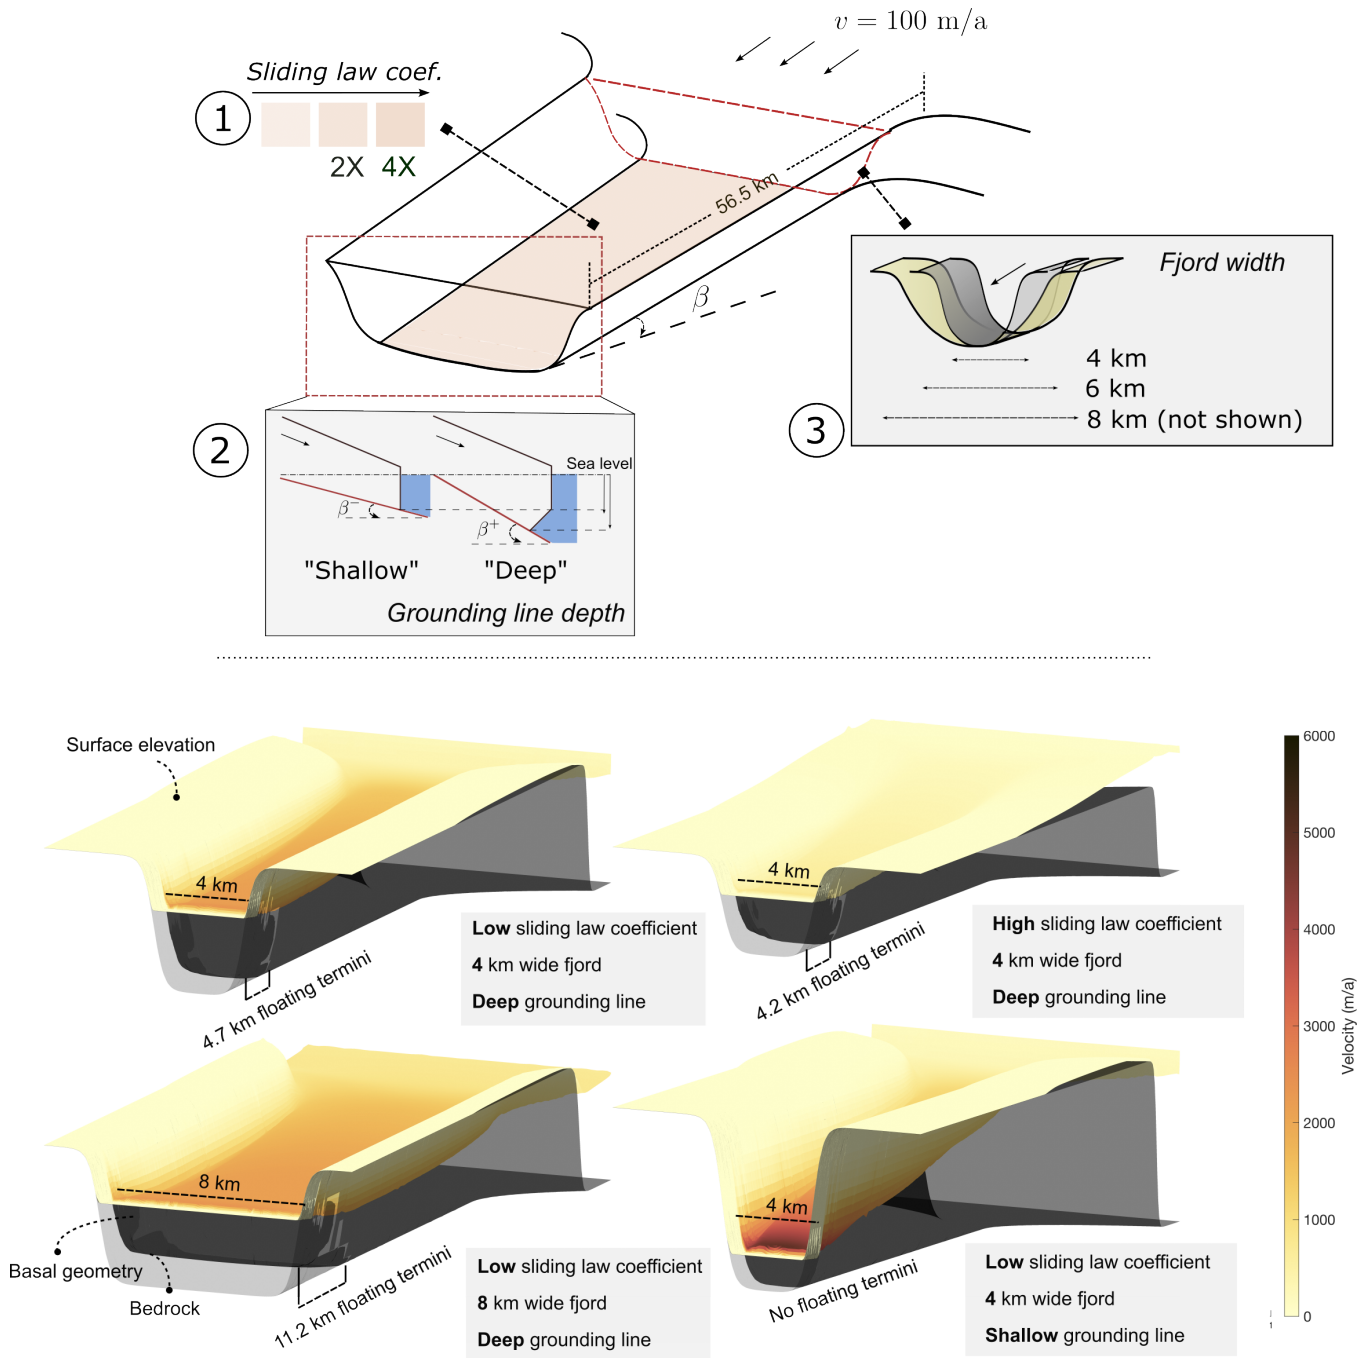 v = 100 m/a
Sliding law coef.
1
2X 4X
56.5 km
β
Fjord width
4 km
6 km
8 km (not shown)
3
2
Sea level
β−
β+
"Shallow" "Deep"
Grounding line depth
Surface elevation
4 km
Low sliding law coefficient
4 km wide fjord
Deep grounding line
4.7 km floating termini
4 km
High sliding law coefficient
4 km wide fjord
Deep grounding line
4.2 km floating termini
8 km
Basal geometry
Bedrock
Low sliding law coefficient
8 km wide fjord
Deep grounding line
11.2 km floating termini
4 km
Low sliding law coefficient
4 km wide fjord
Shallow grounding line
No floating termini
6000
5000
4000
3000
2000
1000
0
Velocity (m/a)